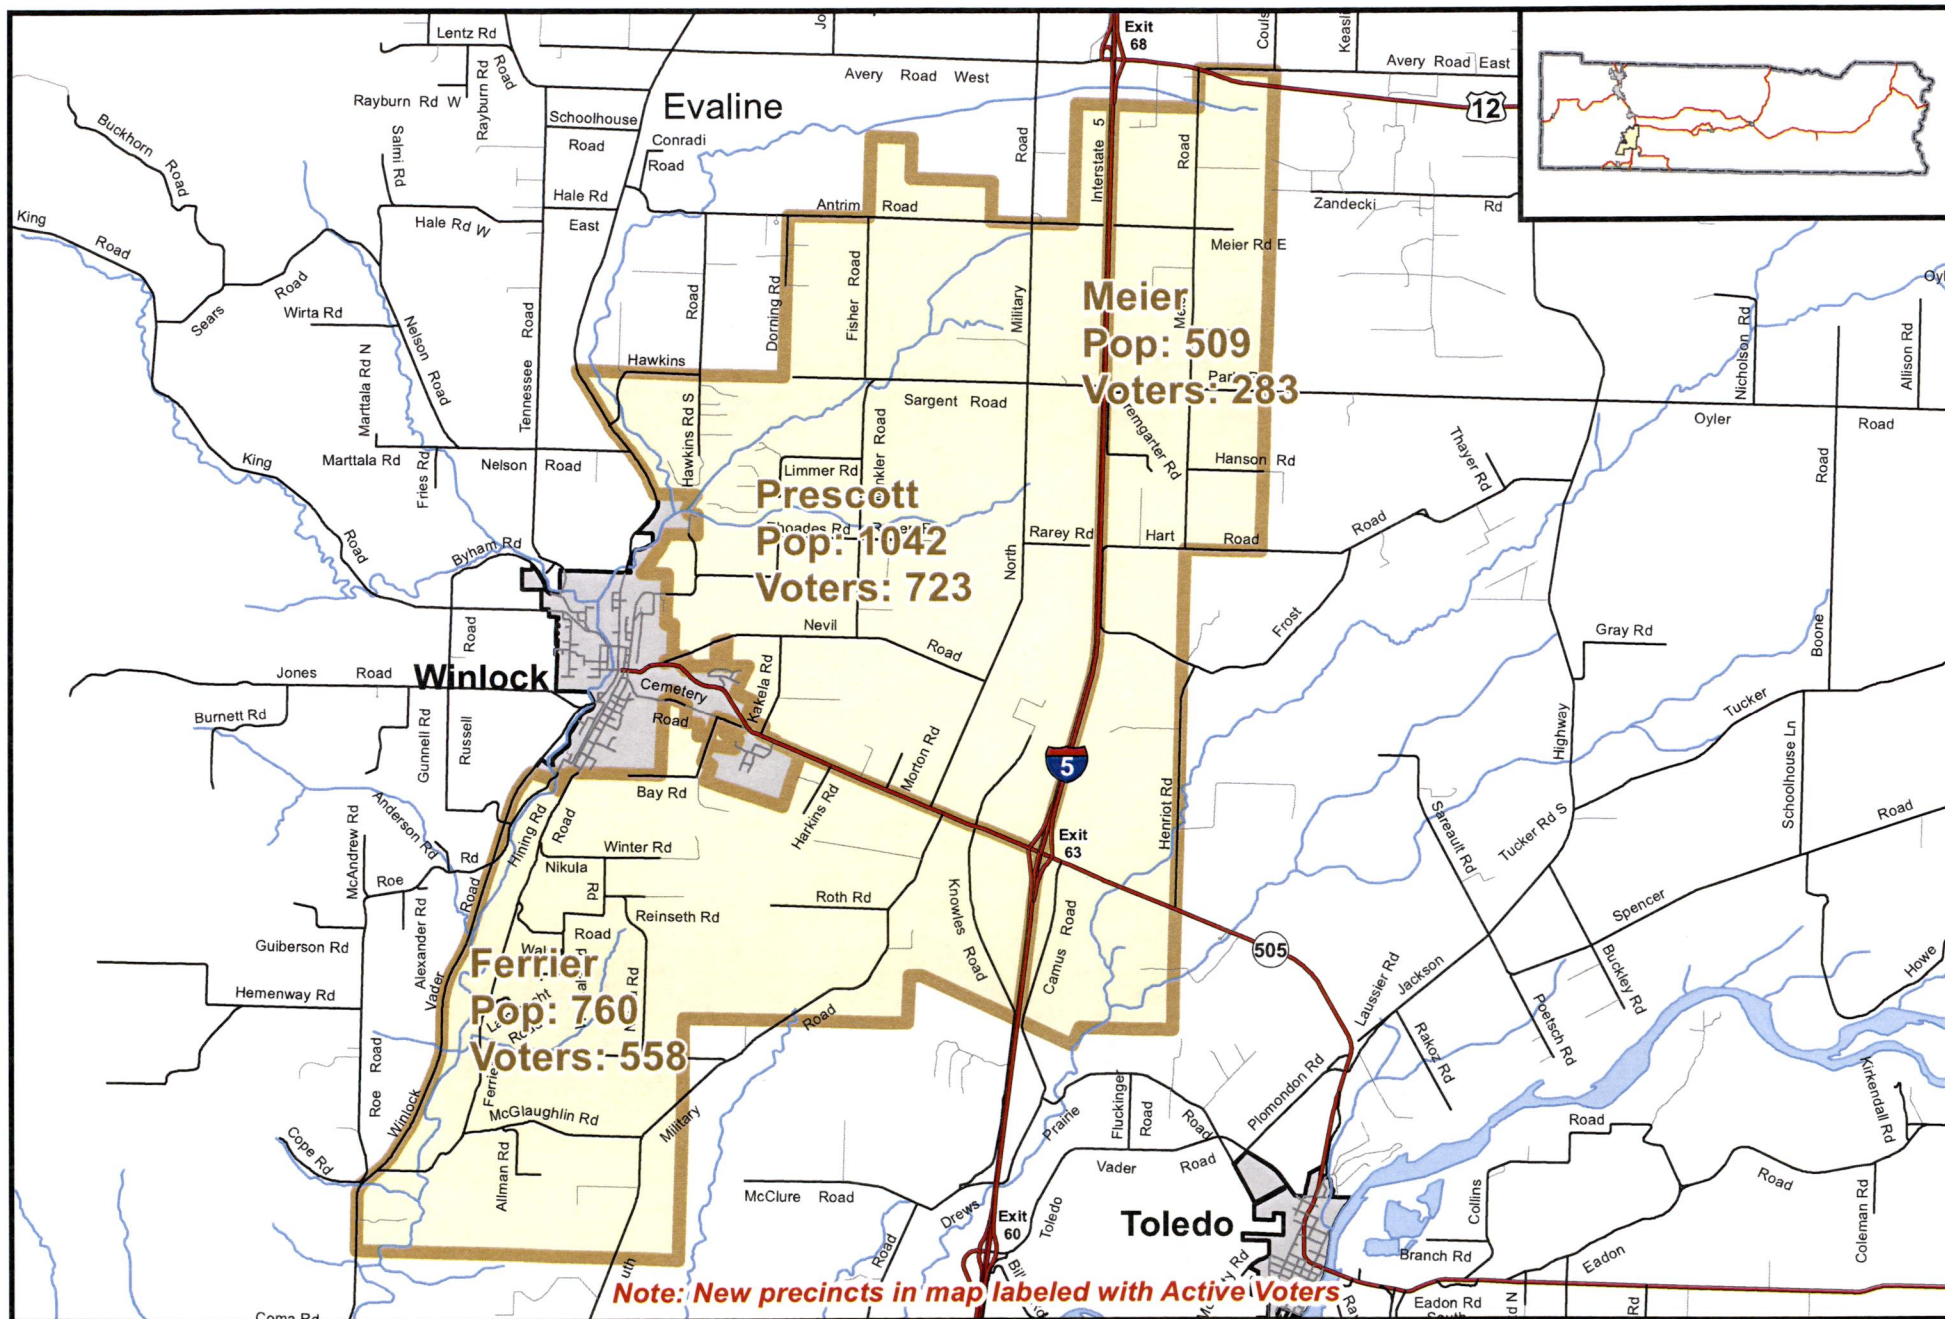 Lentz Rd
Rayburn Rd W
Rayburn Rd
Road
Avery Road West
Exit
68
Avery Road East
12
Evaline
Schoolhouse
Road
Conradi
Road
Buckhorn Road
Salmi Rd
Hale Rd
East
Hale Rd W
King Road
Antrim Road
Road
Interstate 5
Road
Zandecki Rd
Meier Rd E
Sears Road
Wirta Rd
Nelson Road
Tennessee Road
Road
Dorning Rd
Fisher Road
Military
Meier
Pop: 509
Voters: 283
Nicholson Rd
Allison Rd
Marttala Rd N
Hawkins
Hawkins Rd S
Sargent Road
Oyler Road
Marttala Rd
Fries Rd
Nelson Road
King Road
Limmer Rd
Hanson Rd
Thayer Rd
Prescott
Pop: 1042
Voters: 723
Rarey Rd
Hart Road
Road
Frost
Byham Rd
North
Nevil Road
Gray Rd
Boone Road
Jones Road
Winlock
Cemetery
Road
Kakela Rd
Burnett Rd
Gunnell Rd
Russell Road
Morton Rd
5
Highway
Tucker
Schoolhouse Ln
Bay Rd
Harkins Rd
Henriot Rd
Exit
63
Sareault Rd
Tucker Rd S
Road
McAndrew Rd
Anderson Rd
Hining Rd
Road
Winter Rd
Nikula
Rd
Roe Rd
Roth Rd
Reinseth Rd
Road
Alexander Rd
Guiberson Rd
Knowles Road
Camus Road
505
Spencer
Buckley Rd
Howe
Ferrier
Pop: 760
Voters: 558
Hemenway Rd
Winlock Vader Road
Roe Road
Laussier Rd
Jackson
Rakoz Rd
Poetsch Rd
Road
McGlaughlin Rd
Military
Cope Rd
Allman Rd
Prairie Road
Fluckinger
Road
Plomondon Rd
Kirkendall Rd
Road
Vader Road
McClure Road
Drews
Road
Exit
60
Toledo
Toledo
Collins
Branch Rd
Eadon
Road
Coleman Rd
Note: New precincts in map labeled with Active Voters
Eadon Rd